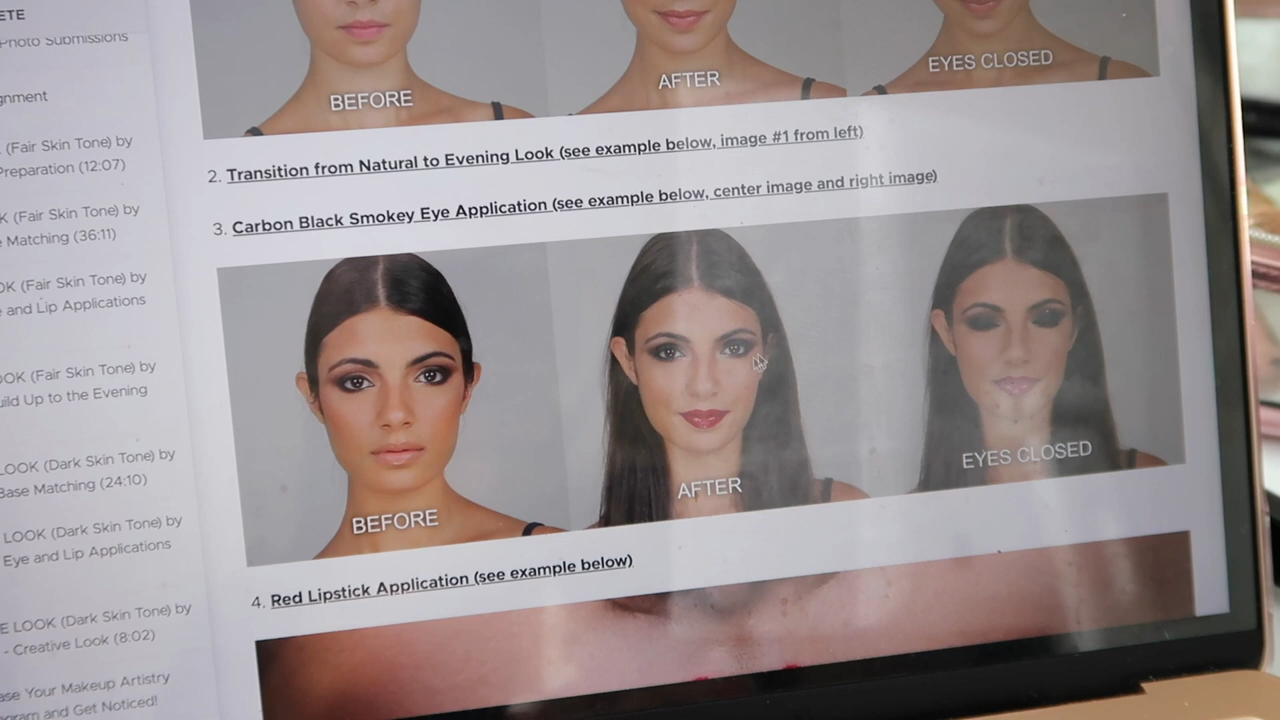 ETE
Photo Submissions
gnment
(Fair Skin Tone) by
Preparation (12:07)
K (Fair Skin Tone) by
Matching (36:11)
OK (Fair Skin Tone) by
and Lip Applications
OOK (Fair Skin Tone) by
uild Up to the Evening
LOOK (Dark Skin Tone) by
Base Matching (24:10)
LOOK (Dark Skin Tone) by
Eye and Lip Applications
E LOOK (Dark Skin Tone) by
- Creative Look (8:02)
ase Your Makeup Artistry
gram and Get Noticed!
BEFORE
AFTER
EYES CLOSED
2. Transition from Natural to Evening Look (see example below, image #1 from left)
3. Carbon Black Smokey Eye Application (see example below, center image and right image)
BEFORE
AFTER
EYES CLOSED
4. Red Lipstick Application (see example below)